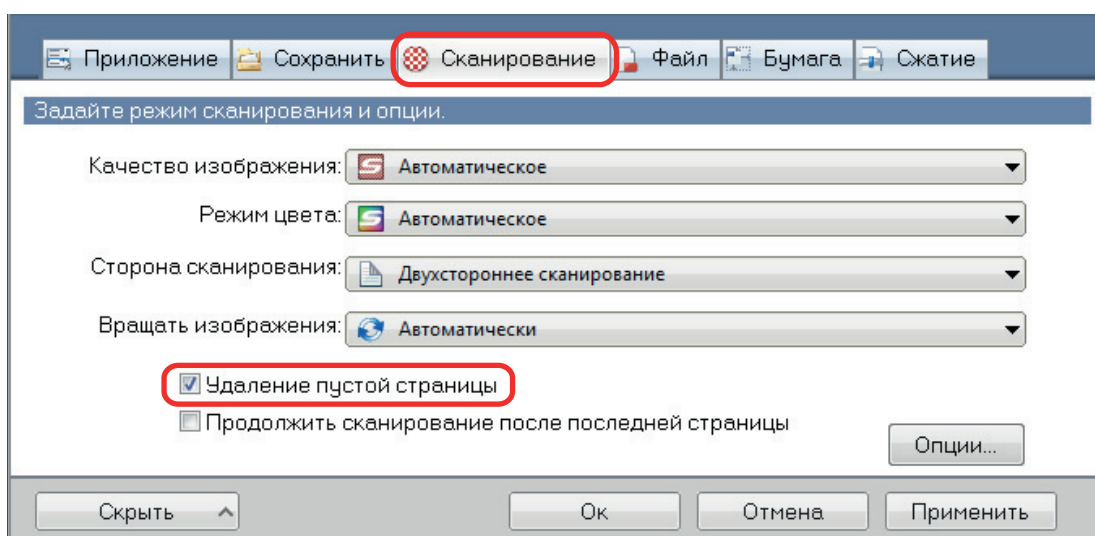 Приложение Сохранить Сканирование Файл Бумага Сжатие
Задайте режим сканирования и опции.
Качество изображения: Автоматическое
Режим цвета: Автоматическое
Сторона сканирования: Двухстороннее сканирование
Вращать изображения: Автоматически
Удаление пустой страницы
Продолжить сканирование после последней страницы
Опции...
Скрыть Ок Отмена Применить